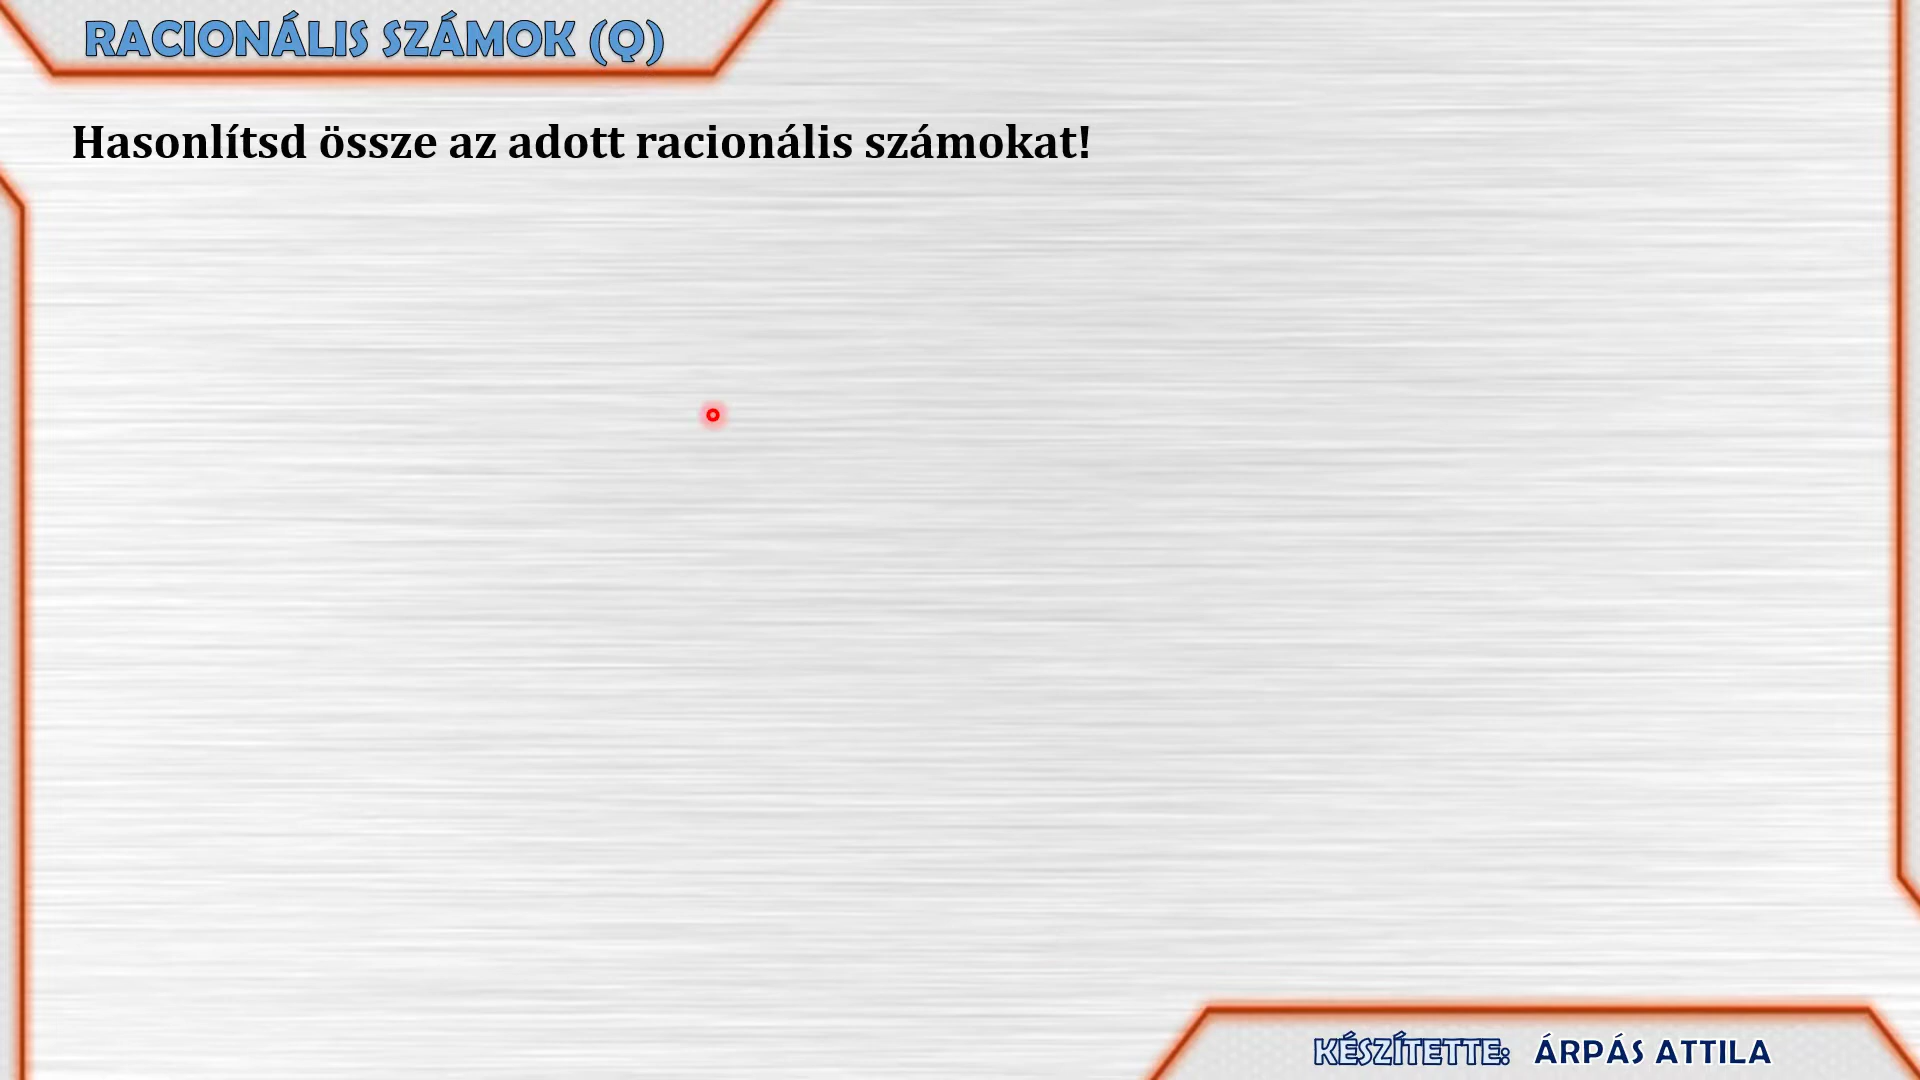 RACIONÁLIS SZÁMOK (Q)
Hasonlítsd össze az adott racionális számokat!
KÉSZÍTETTE: ÁRPÁS ATTILA